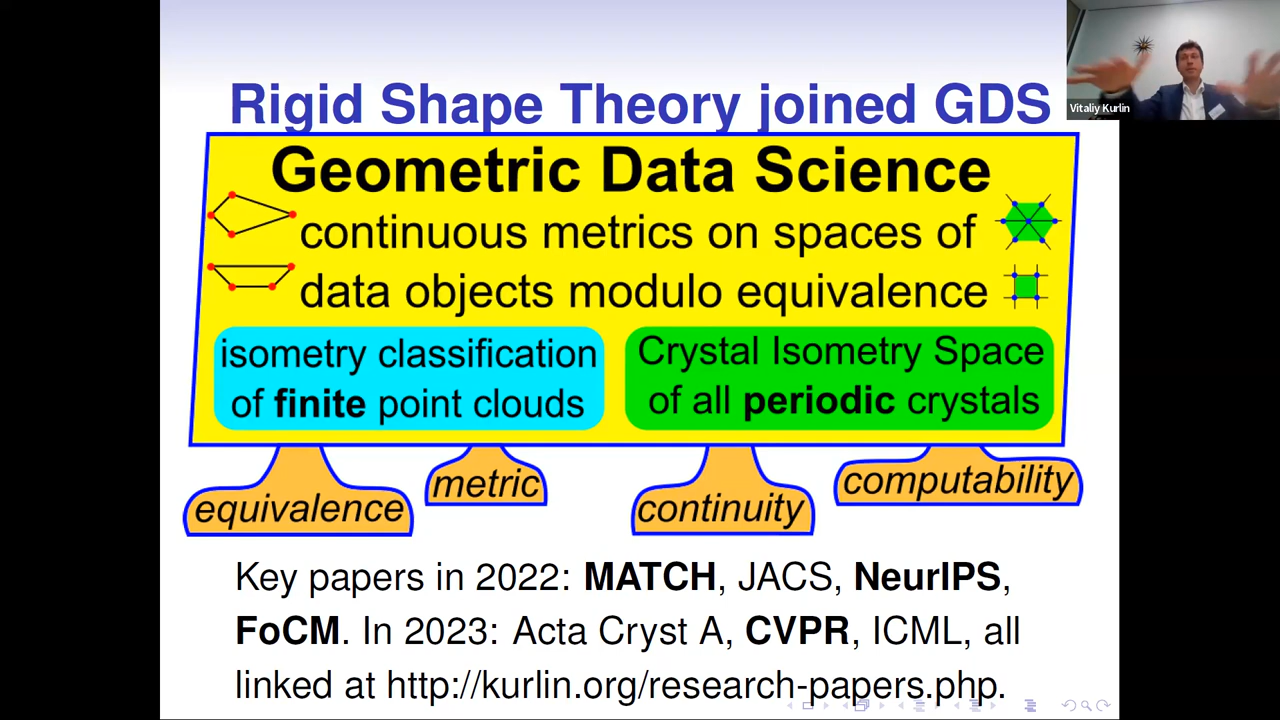 Rigid Shape Theory joined GDS
Vitaliy Kurlin
Geometric Data Science
continuous metrics on spaces of
data objects modulo equivalence
isometry classification
of finite point clouds
Crystal Isometry Space
of all periodic crystals
equivalence
metric
continuity
computability
Key papers in 2022: MATCH, JACS, NeurIPS,
FoCM. In 2023: Acta Cryst A, CVPR, ICML, all
linked at http://kurlin.org/research-papers.php.